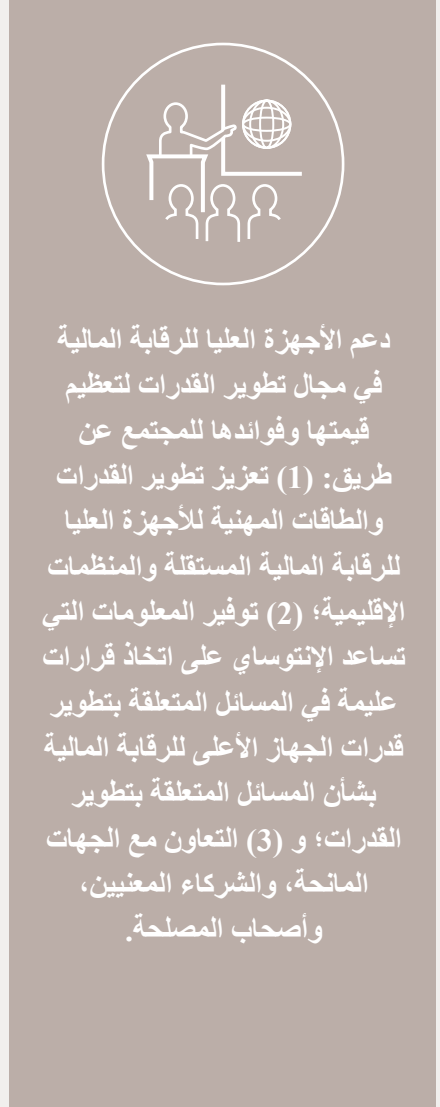 دعم الأجهزة العليا للرقابة المالية
في مجال تطوير القدرات لتعظيم
قيمتها وفوائدها للمجتمع عن
طريق: (1) تعزيز تطوير القدرات
والطاقات المهنية للأجهزة العليا
للرقابة المالية المستقلة والمنظمات
الإقليمية؛ (2) توفير المعلومات التي
تساعد الإنتوساي على اتخاذ قرارات
عليمة في المسائل المتعلقة بتطوير
قدرات الجهاز الأعلى للرقابة المالية
بشأن المسائل المتعلقة بتطوير
القدرات؛ و (3) التعاون مع الجهات
المانحة، والشركاء المعنيين،
وأصحاب المصلحة.